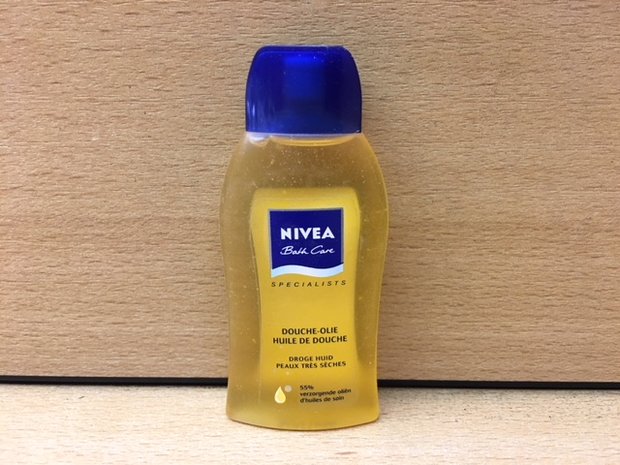 NIVEA
Bath Care
SPECIALISTS
DOUCHE-OLIE
HUILE DE DOUCHE
DROGE HUID
PEAUX TRÈS SÈCHES
55%
verzorgende oliën
d'huiles de soin